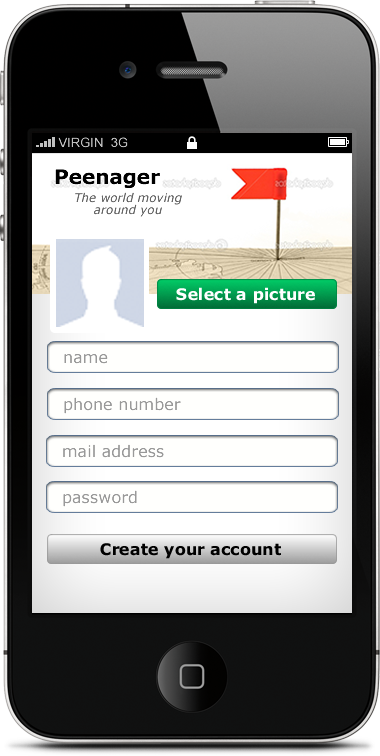 VIRGIN 3G
Peenager
The world moving
around you
Select a picture
name
phone number
mail address
password
Create your account